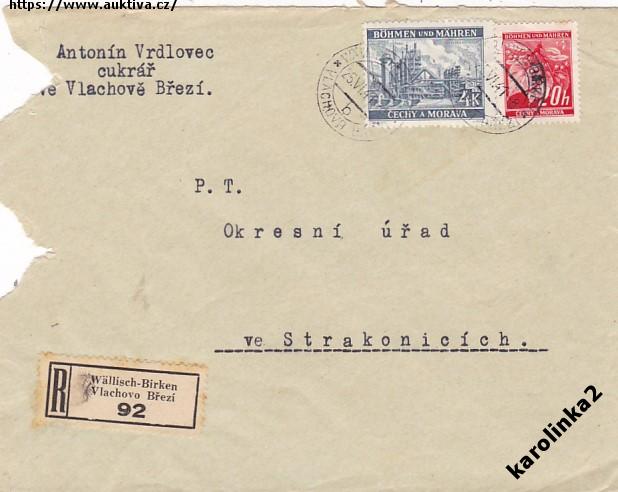 https://www.auktiva.cz/
Antonín Vrdlovec
cukrář
ve Vlachově Březí.
BÖHMEN UND MÄHREN
4K
ČECHY A MORAVA
BÖHMEN UND MÄHREN
ČECHY A MORAVA
P. T.
Okresní úřad
ve Strakonicích.
R
Wällisch-Birken
Vlachovo Březí
92
karolinka2